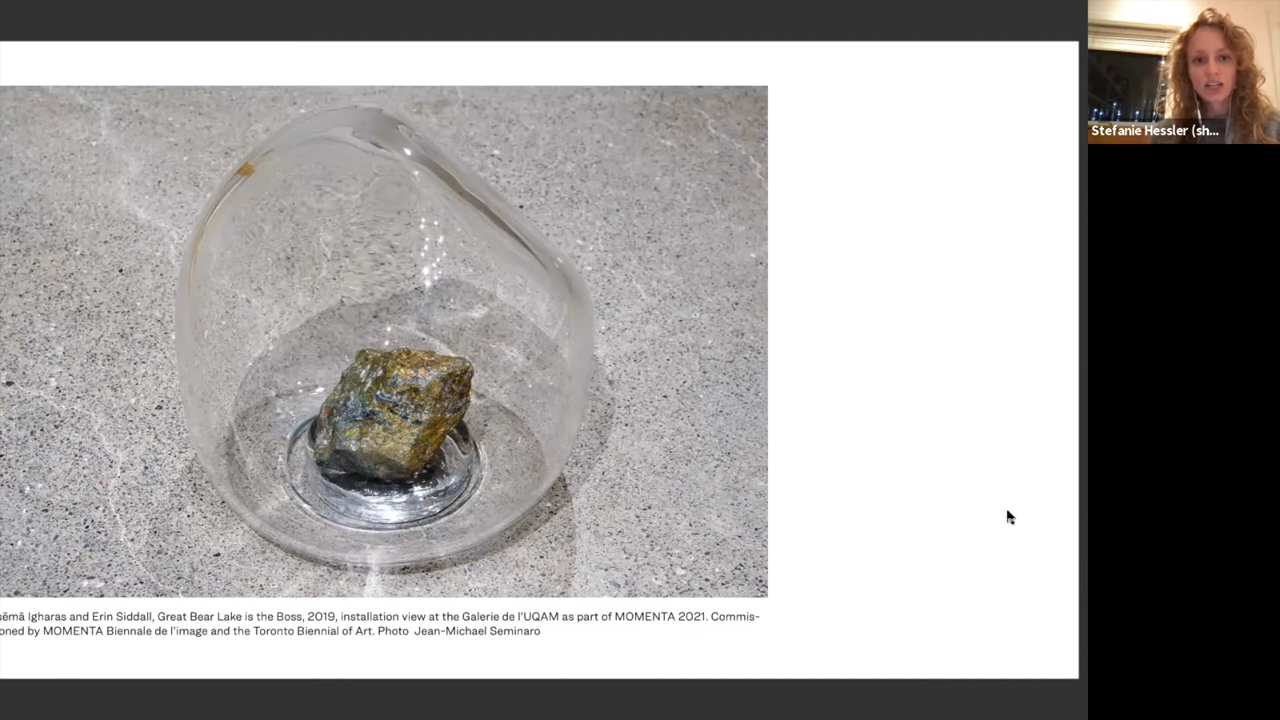 Stefanie Hessler (sh...
sēmā Igharas and Erin Siddall, Great Bear Lake is the Boss, 2019, installation view at the Galerie de l'UQAM as part of MOMENTA 2021. Commis-
oned by MOMENTA Biennale de l'image and the Toronto Biennial of Art. Photo Jean-Michael Seminaro